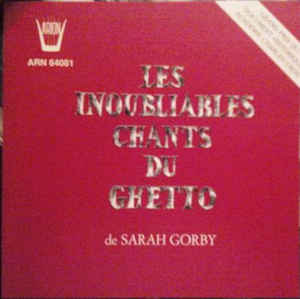 ARION
ARN 64081
LES
INOUBLIABLES
CHANTS
DU
GHETTO
de SARAH GORBY